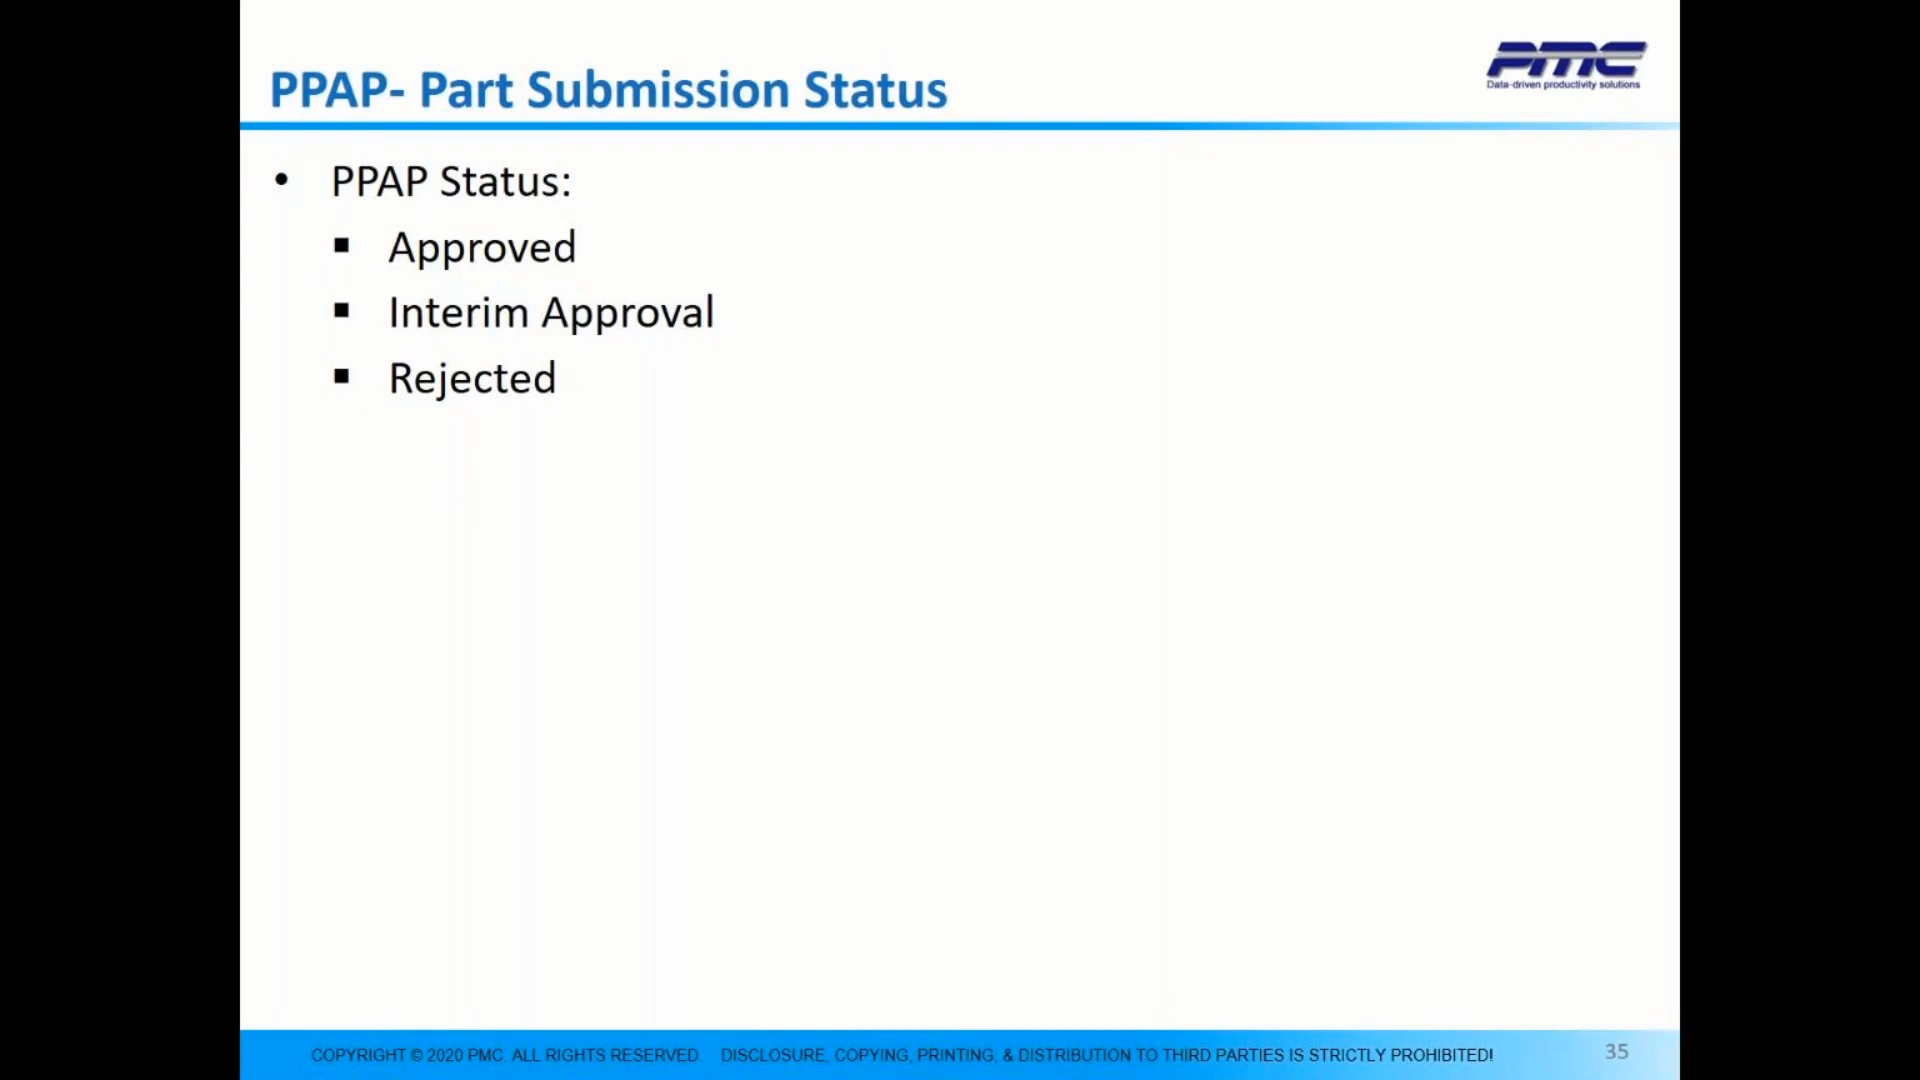 PPAP- Part Submission Status
PMC
Data-driven productivity solutions
• PPAP Status:
▪ Approved
▪ Interim Approval
▪ Rejected
COPYRIGHT © 2020 PMC. ALL RIGHTS RESERVED. DISCLOSURE, COPYING, PRINTING, & DISTRIBUTION TO THIRD PARTIES IS STRICTLY PROHIBITED!
35